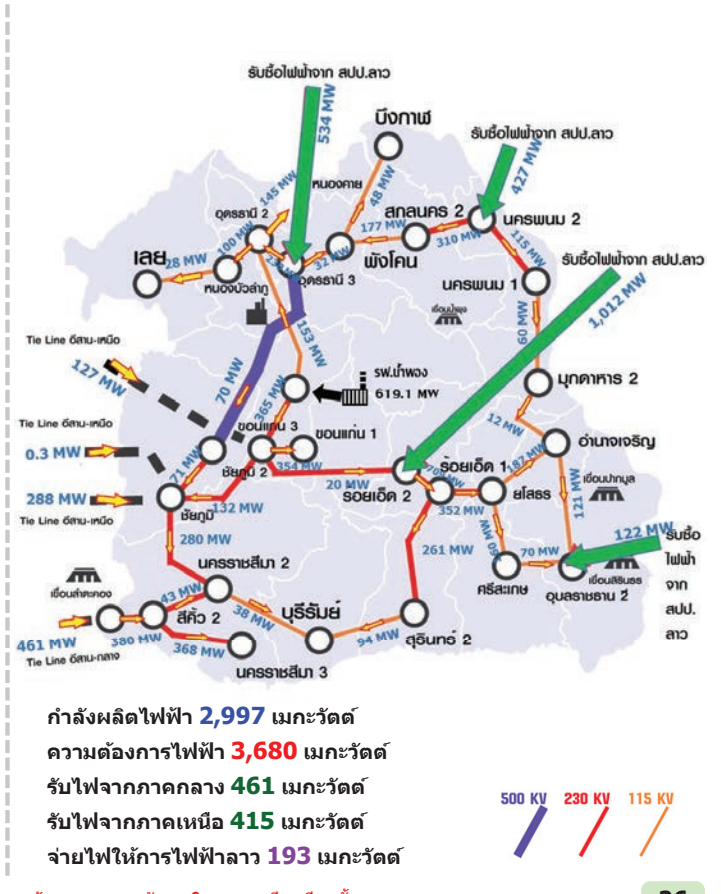 รับซื้อไฟฟ้าจาก สปป.ลาว
534 MW
บึงกาฬ
รับซื้อไฟฟ้าจาก สปป.ลาว
427 MW
หนองคาย
48 MW
145 MW
อุดรธานี 2
สกลนคร 2
177 MW
310 MW
นครพนม 2
115 MW
100 MW
เลย
28 MW
32 MW
พังโคน
อุดรธานี 3
หนองบัวลำภู
นครพนม 1
รับซื้อไฟฟ้าจาก สปป.ลาว
1,012 MW
เขื่อนน้ำพุง
60 MW
153 MW
Tie Line อีสาน-เหนือ
127 MW
70 MW
รฟ.น้ำพอง
619.1 MW
365 MW
มุกดาหาร 2
12 MW
Tie Line อีสาน-เหนือ
0.3 MW
ขอนแก่น 3
ขอนแก่น 1
71 MW
ชัยภูมิ 2
354 MW
20 MW
ร้อยเอ็ด 1
187 MW
อำนาจเจริญ
เขื่อนปากมูล
288 MW
Tie Line อีสาน-เหนือ
ชัยภูมิ
132 MW
ร้อยเอ็ด 2
352 MW
ยโสธร
121 MW
122 MW
รับซื้อ
ไฟฟ้า
จาก
สปป.
ลาว
280 MW
261 MW
70 MW
ศรีสะเกษ
เขื่อนสิรินธร
อุบลราชธานี 2
นครราชสีมา 2
เขื่อนลำตะคอง
43 MW
38 MW
บุรีรัมย์
461 MW
Tie Line อีสาน-กลาง
380 MW
สีคิ้ว 2
368 MW
นครราชสีมา 3
94 MW
สุรินทร์ 2
กำลังผลิตไฟฟ้า 2,997 เมกะวัตต์
ความต้องการไฟฟ้า 3,680 เมกะวัตต์
รับไฟจากภาคกลาง 461 เมกะวัตต์
รับไฟจากภาคเหนือ 415 เมกะวัตต์
จ่ายไฟให้การไฟฟ้าลาว 193 เมกะวัตต์
500 KV 230 KV 115 KV